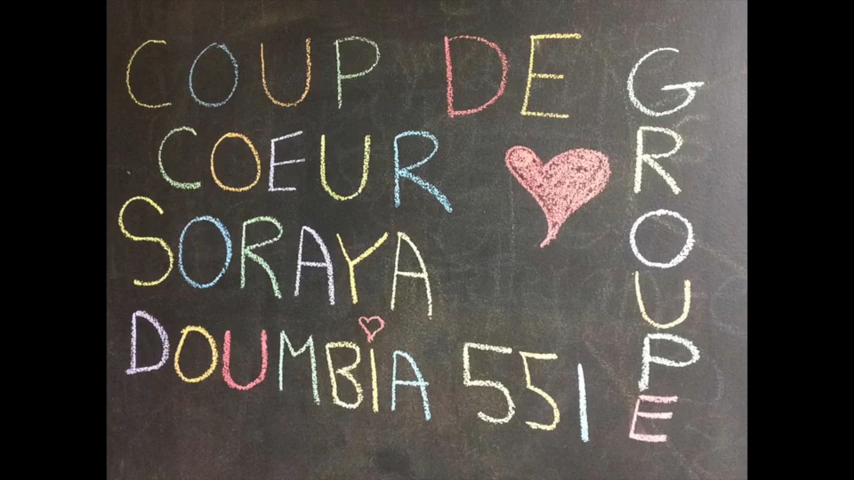 COUP DE
COEUR
SORAYA
DOUMBiA 551
GROUPE